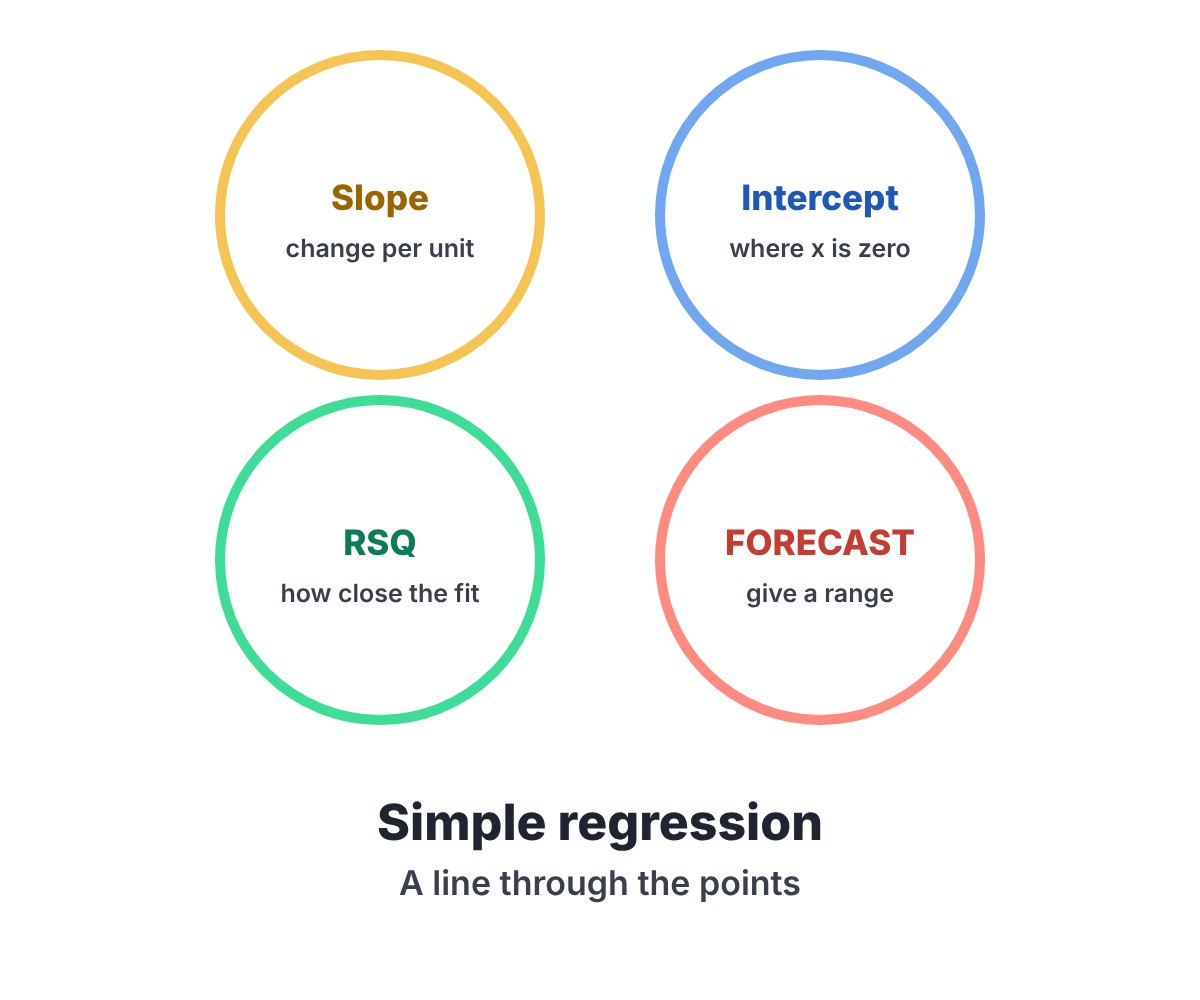 Slope
change per unit
Intercept
where x is zero
RSQ
how close the fit
FORECAST
give a range
Simple regression
A line through the points